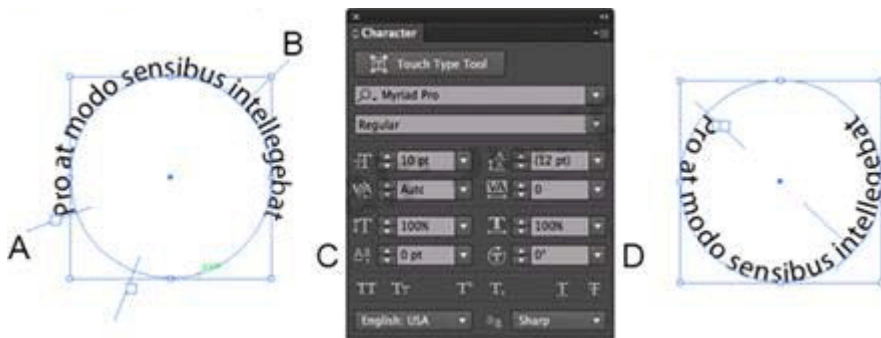 Pro at modo sensibus intellegebat
A
B
C
Character
Touch Type Tool
Myriad Pro
Regular
10 pt
(12 pt)
Auto
0
100%
100%
0 pt
0°
English: USA
Sharp
D
Pro at modo sensibus intellegebat